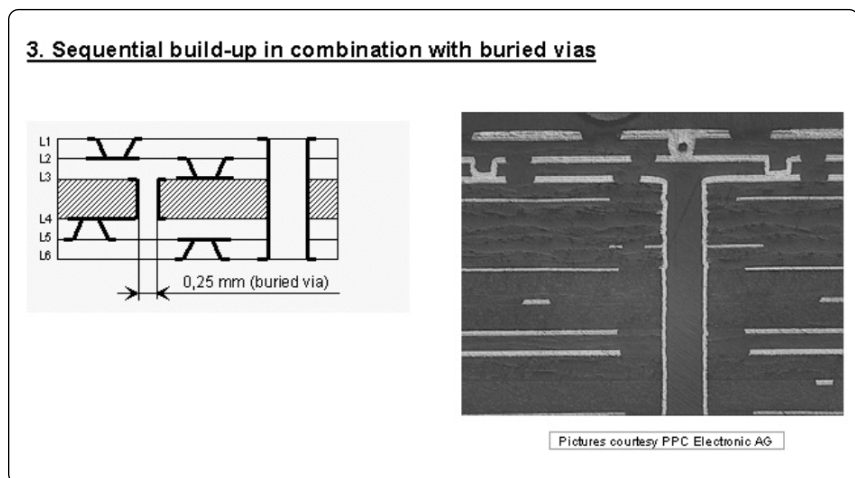 3. Sequential build-up in combination with buried vias
L1
L2
L3
L4
L5
L6
0,25 mm (buried via)
Pictures courtesy PPC Electronic AG